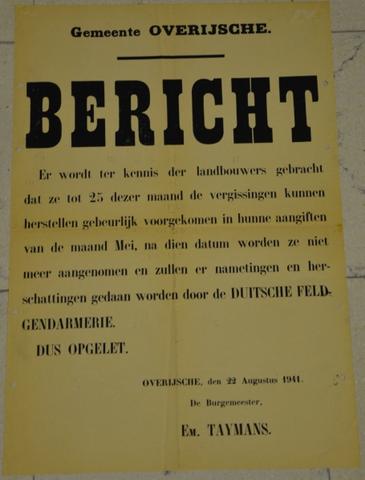 Gemeente OVERIJSCHE.
BERICHT
Er wordt ter kennis der landbouwers gebracht
dat ze tot 25 dezer maand de vergissingen kunnen
herstellen gebeurlijk voorgekomen in hunne aangiften
van de maand Mei, na dien datum worden ze niet
meer aangenomen en zullen er nametingen en her-
schattingen gedaan worden door de DUITSCHE FELD-
GENDARMERIE.
DUS OPGELET.
OVERIJSCHE, den 22 Augustus 1941.
De Burgemeester,
EM. TAYMANS.